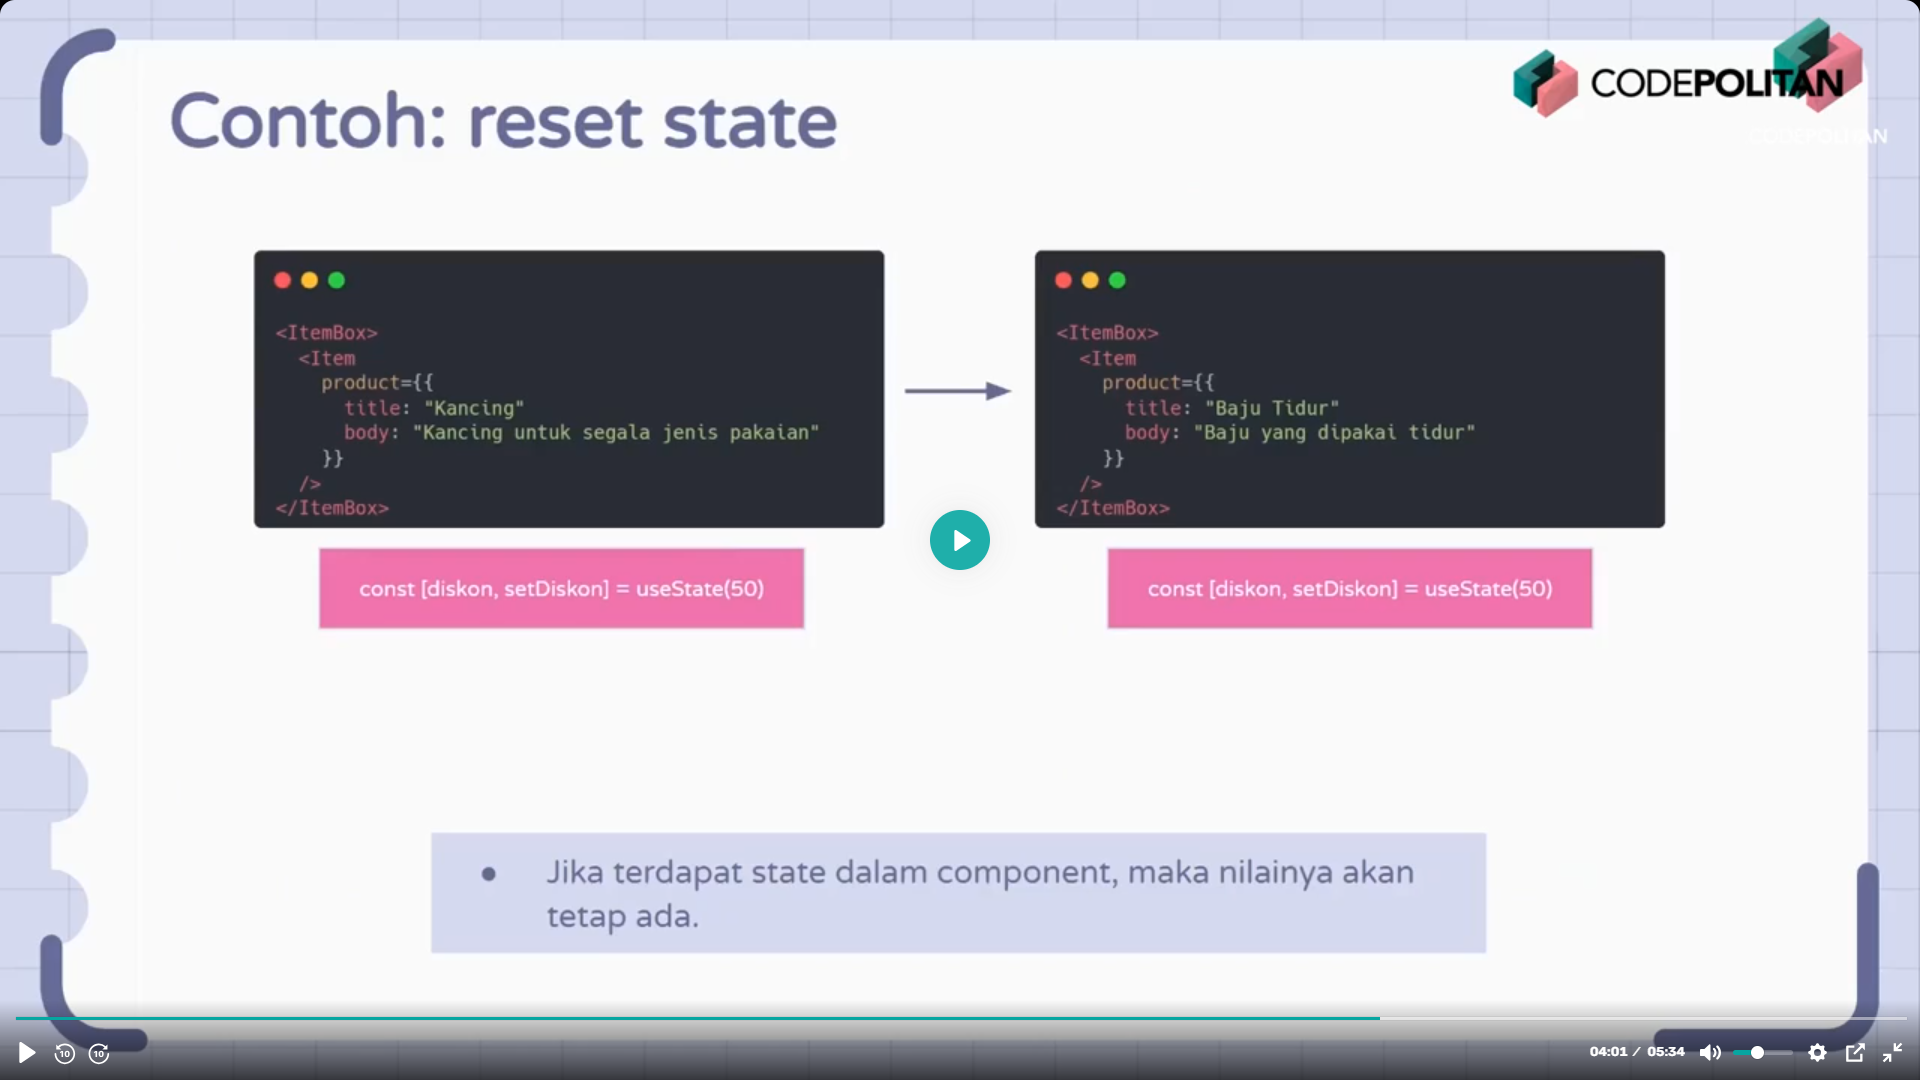 Contoh: reset state
CODEPOLITAN
CODEPOLITAN
<ItemBox>
<Item
product={{
title: "Kancing"
body: "Kancing untuk segala jenis pakaian"
}}
/>
</ItemBox>
const [diskon, setDiskon] = useState(50)
<ItemBox>
<Item
product={{
title: "Baju Tidur"
body: "Baju yang dipakai tidur"
}}
/>
</ItemBox>
const [diskon, setDiskon] = useState(50)
● Jika terdapat state dalam component, maka nilainya akan
tetap ada.
10 10
04:01 / 05:34